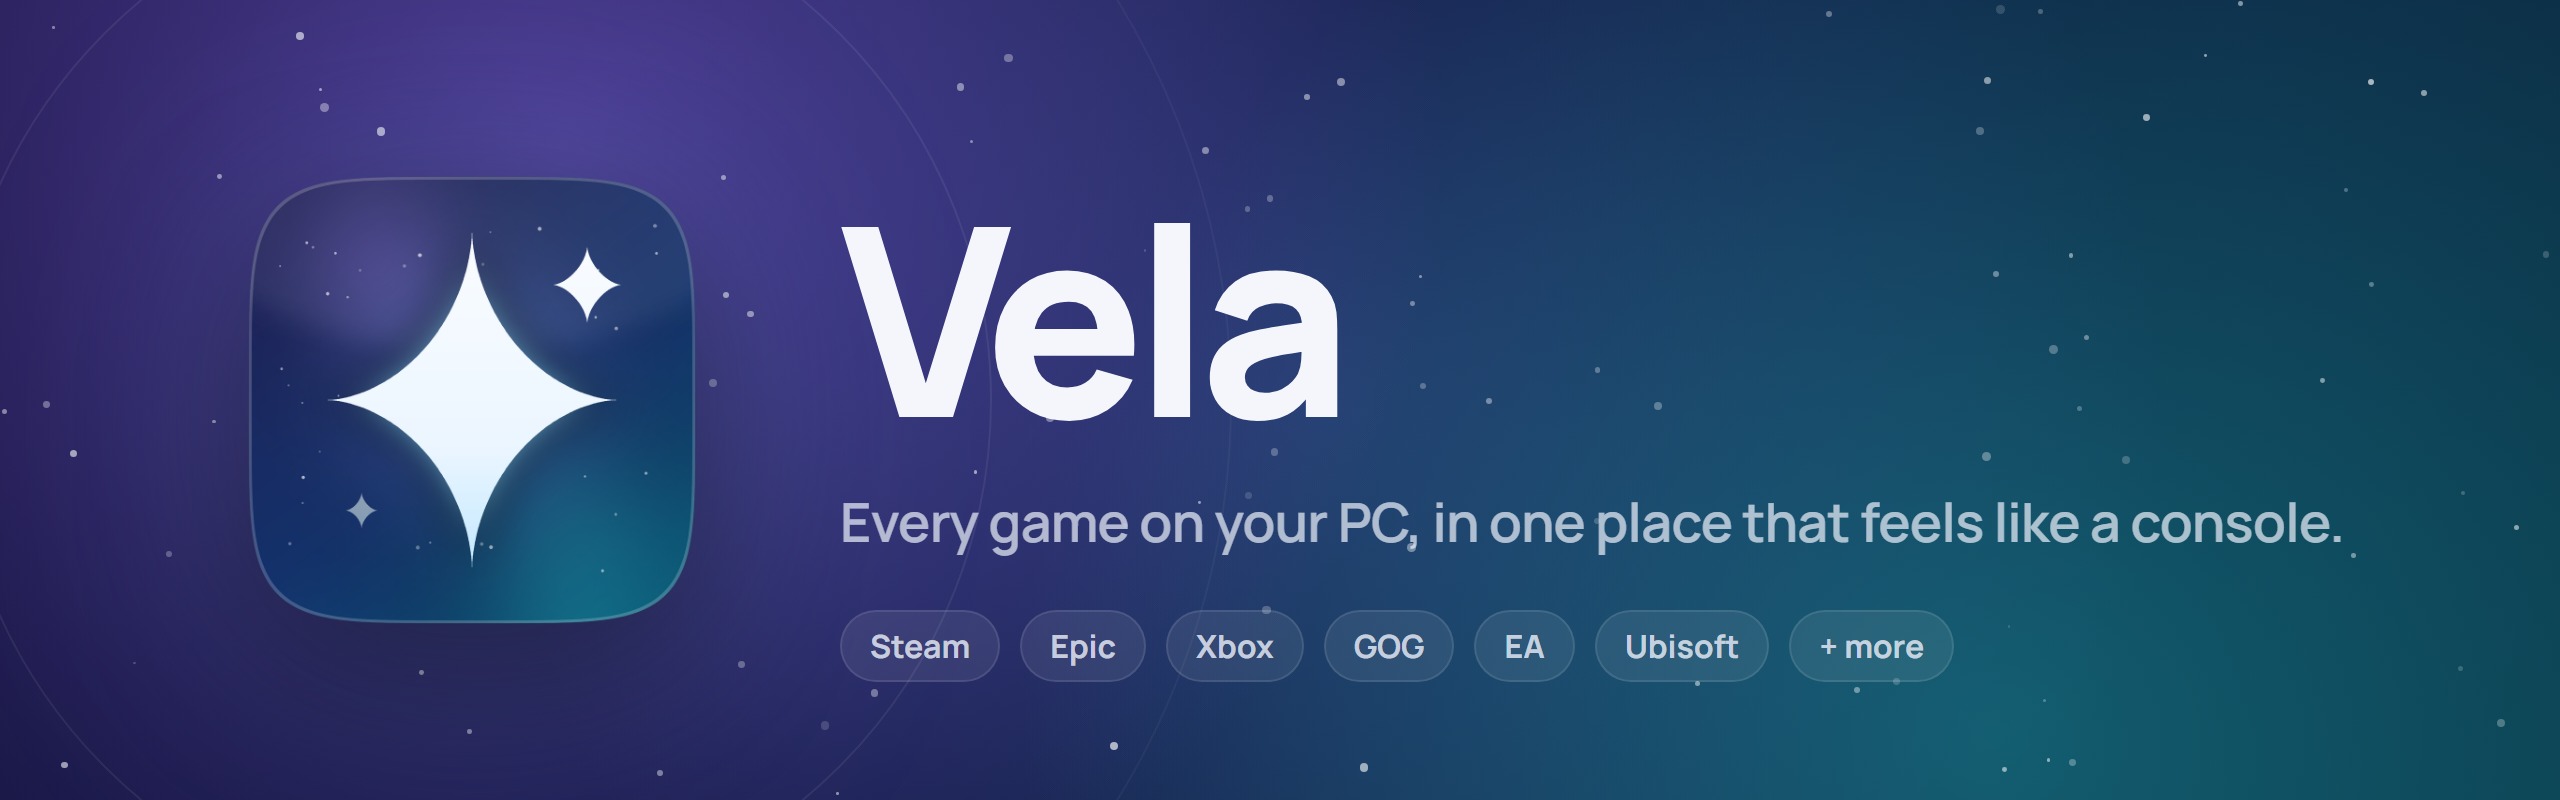 Vela
Every game on your PC, in one place that feels like a console.
Steam Epic Xbox GOG EA Ubisoft + more